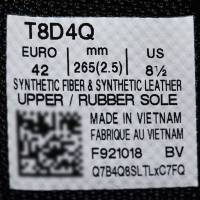 T8D4Q
EURO mm US
42 265(2.5) 8½
SYNTHETIC FIBER & SYNTHETIC LEATHER
UPPER / RUBBER SOLE
MADE IN VIETNAM
FABRIQUE AU VIETNAM
F921018 BV
Q7B4Q8SLTLxC7FQ